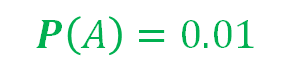 P(A) = 0.01